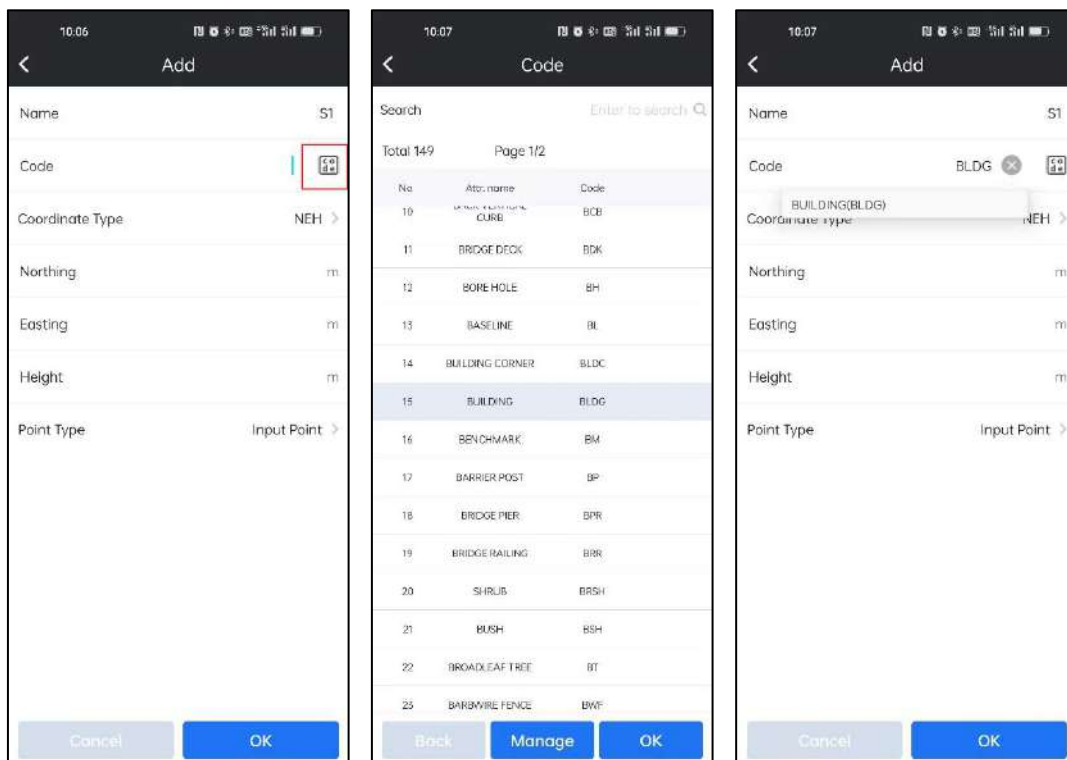 10:06
Add
Name S1
Code
Coordinate Type NEH
Northing m
Easting m
Height m
Point Type Input Point
Cancel OK
10:07
Code
Search Enter to search
Total 149 Page 1/2
No Attr. name Code
10 CURB BCB
11 BRIDGE DECK BDK
12 BORE HOLE BH
13 BASELINE BL
14 BUILDING CORNER BLDC
15 BUILDING BLDG
16 BENCHMARK BM
17 BARRIER POST BP
18 BRIDGE PIER BPR
19 BRIDGE RAILING BRR
20 SHRUB BRSH
21 BUSH BSH
22 BROADLEAF TREE BT
23 BARBWIRE FENCE BWF
Back Manage OK
10:07
Add
Name S1
Code BLDG
BUILDING(BLDG)
Coordinate Type NEH
Northing m
Easting m
Height m
Point Type Input Point
Cancel OK